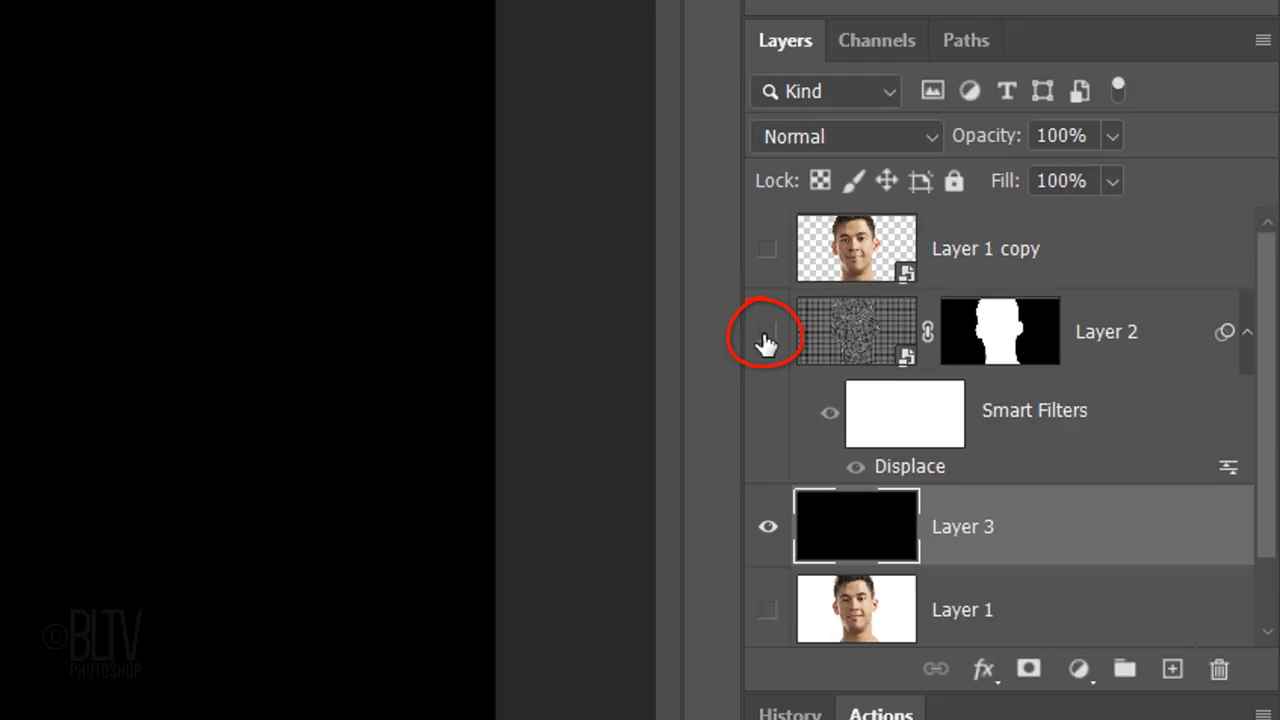 Layers Channels Paths
Kind
Normal Opacity: 100%
Lock: Fill: 100%
Layer 1 copy
Layer 2
Smart Filters
Displace
Layer 3
Layer 1
fx
©BLTV
PHOTOSHOP
History Actions